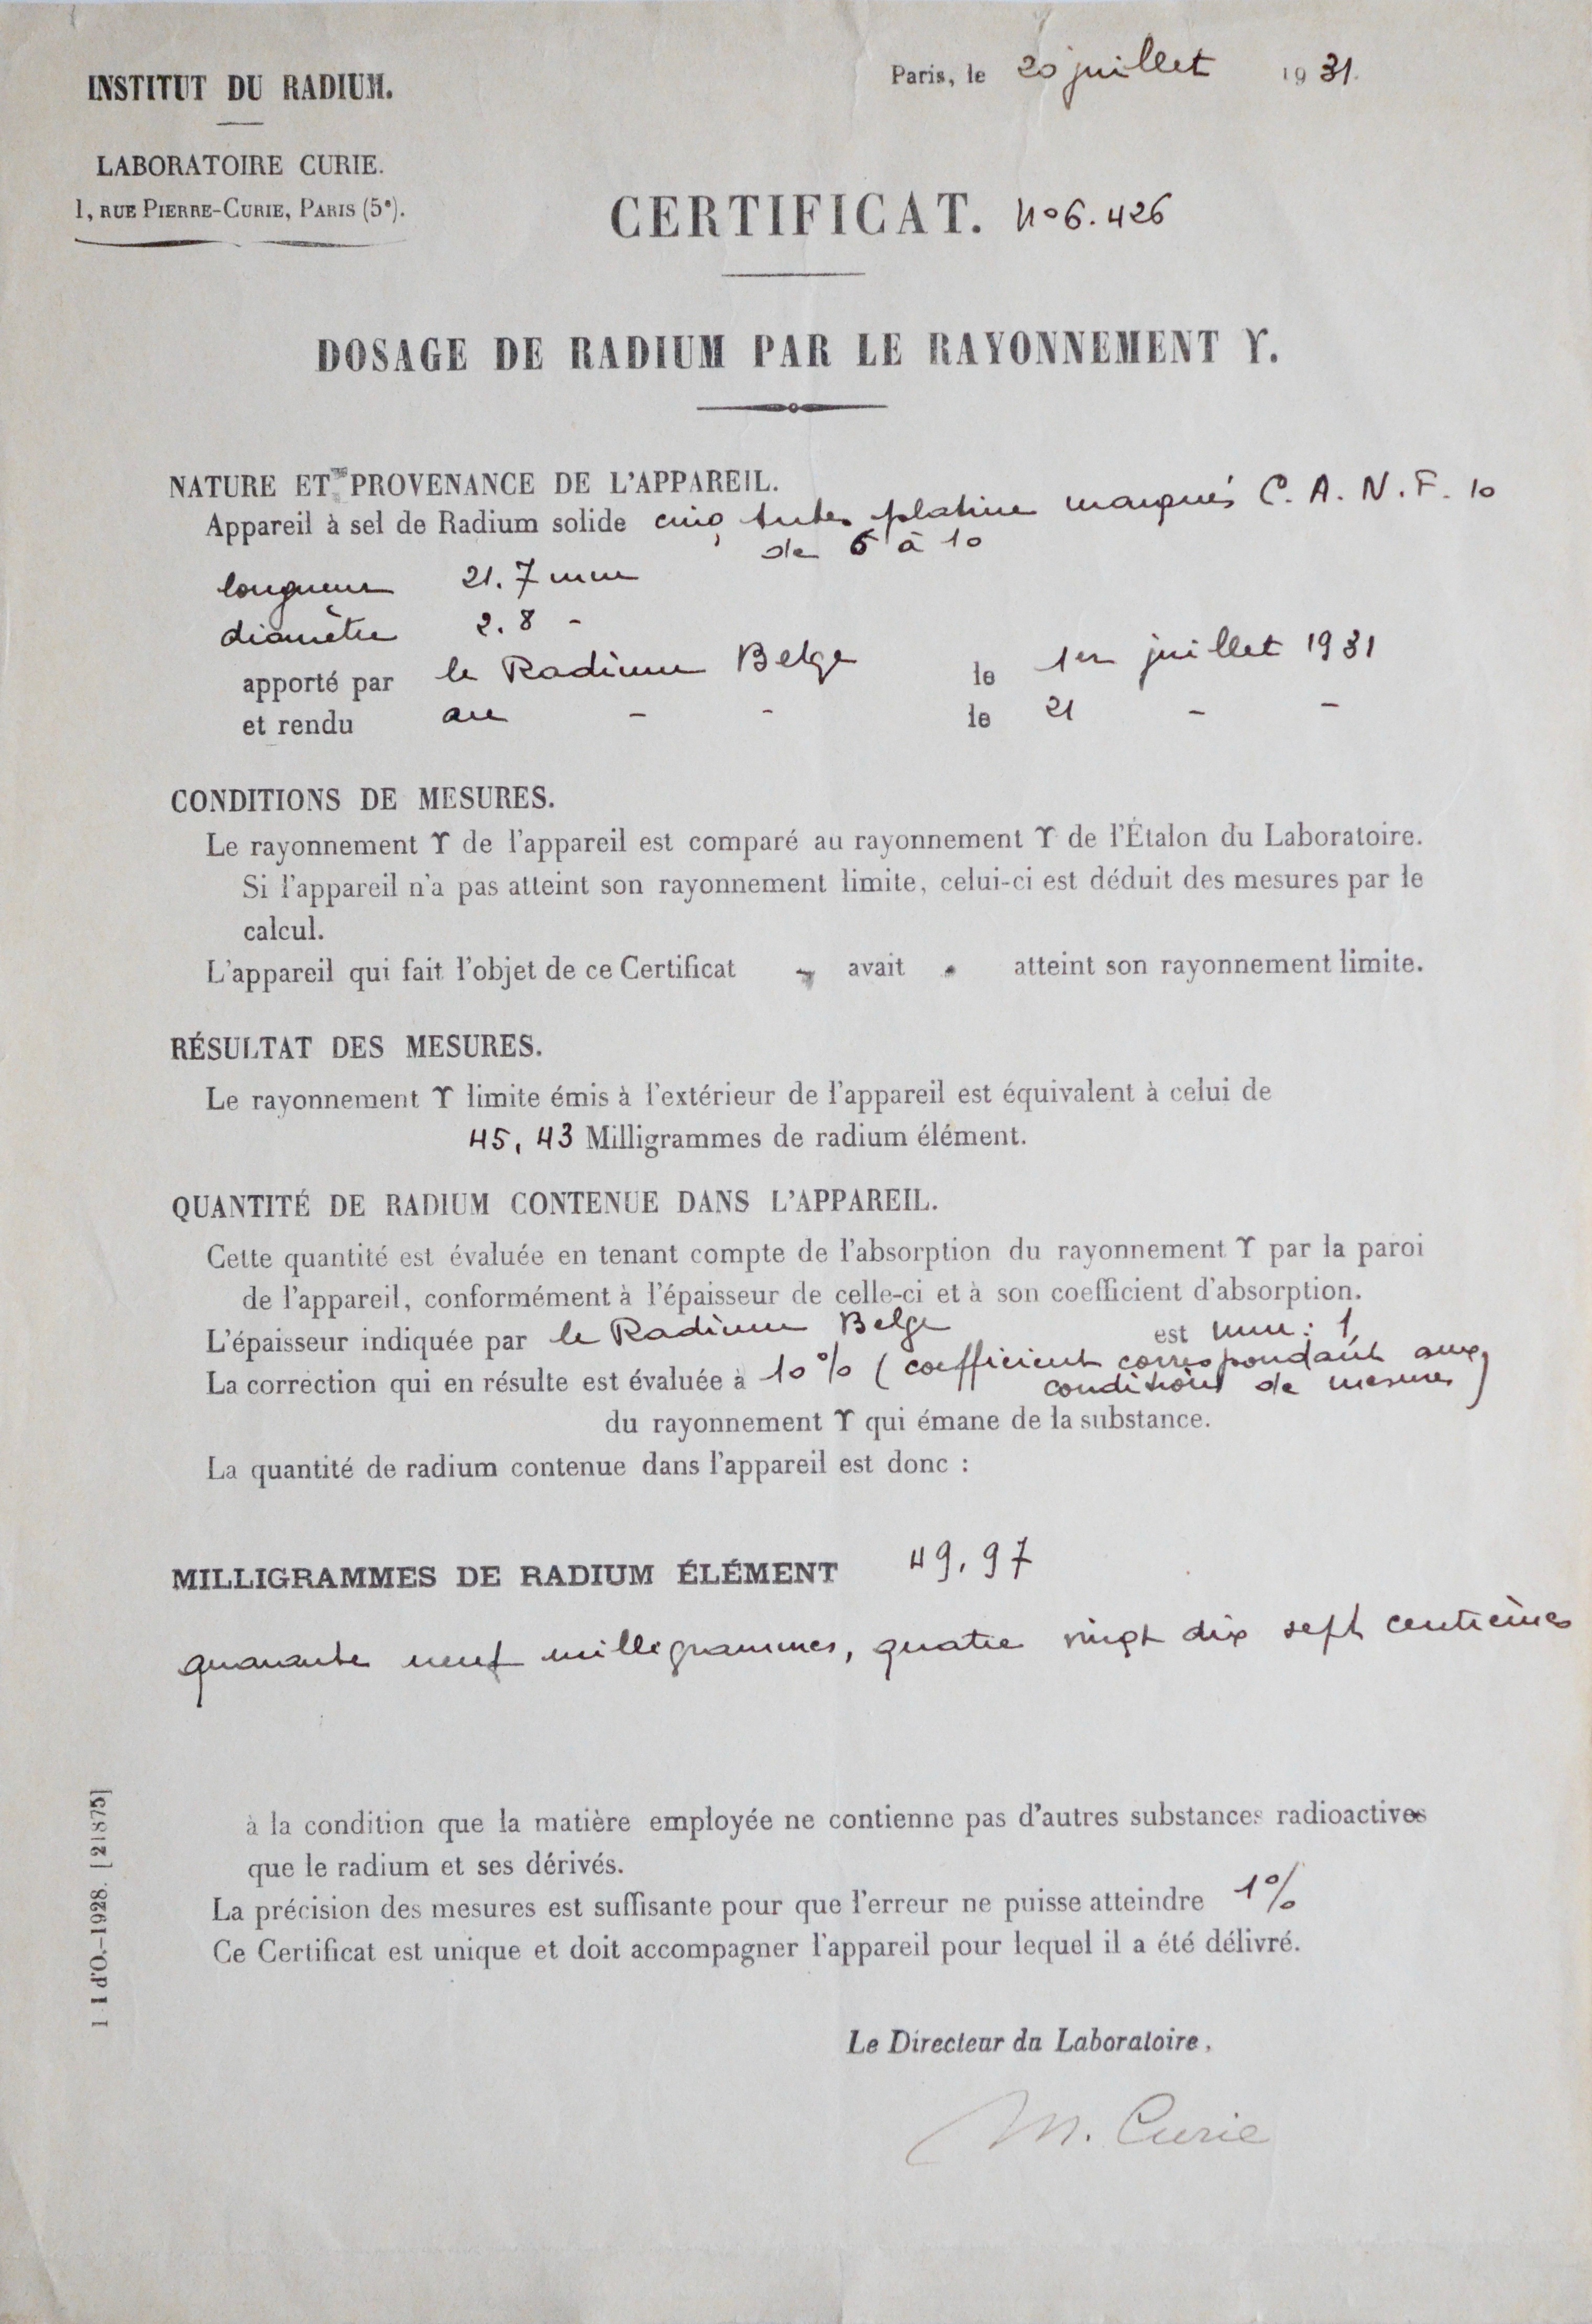 INSTITUT DU RADIUM.
LABORATOIRE CURIE.
1, RUE PIERRE-CURIE, PARIS (5e).
Paris, le 20 juillet 1931.
CERTIFICAT. No 6.426
DOSAGE DE RADIUM PAR LE RAYONNEMENT ϒ.
NATURE ET PROVENANCE DE L'APPAREIL.
Appareil à sel de Radium solide cinq tubes platine marqués C.A.N.F. 10
de 6 à 10
longueur 21.7 mm
diamètre 2.8 -
apporté par le Radium Belge le 1er juillet 1931
et rendu au - - le 21 - -
CONDITIONS DE MESURES.
Le rayonnement ϒ de l'appareil est comparé au rayonnement ϒ de l'Étalon du Laboratoire.
Si l'appareil n'a pas atteint son rayonnement limite, celui-ci est déduit des mesures par le
calcul.
L'appareil qui fait l'objet de ce Certificat - avait - atteint son rayonnement limite.
RÉSULTAT DES MESURES.
Le rayonnement ϒ limite émis à l'extérieur de l'appareil est équivalent à celui de
45,43 Milligrammes de radium élément.
QUANTITÉ DE RADIUM CONTENUE DANS L'APPAREIL.
Cette quantité est évaluée en tenant compte de l'absorption du rayonnement ϒ par la paroi
de l'appareil, conformément à l'épaisseur de celle-ci et à son coefficient d'absorption.
L'épaisseur indiquée par le Radium Belge est mm: 1
La correction qui en résulte est évaluée à 10% (coefficient correspondant aux
conditions de mesures)
du rayonnement ϒ qui émane de la substance.
La quantité de radium contenue dans l'appareil est donc :
MILLIGRAMMES DE RADIUM ÉLÉMENT 49,97
quarante neuf milligrammes, quatre vingt dix sept centièmes
à la condition que la matière employée ne contienne pas d'autres substances radioactives
que le radium et ses dérivés.
La précision des mesures est suffisante pour que l'erreur ne puisse atteindre 1%
Ce Certificat est unique et doit accompagner l'appareil pour lequel il a été délivré.
Le Directeur du Laboratoire,
M. Curie
1-1 d'O.-1928. [21875]